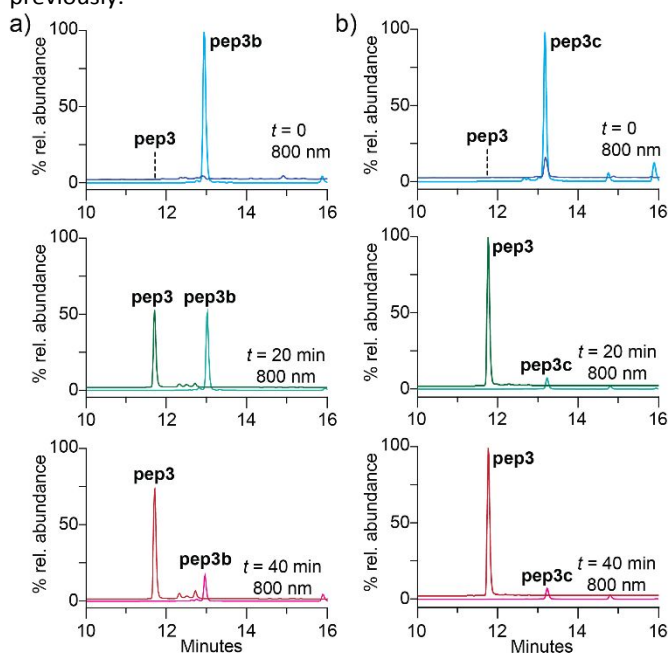 previously.
a)
% rel. abundance
100
50
0
pep3
pep3b
t = 0
800 nm
10 12 14 16
% rel. abundance
100
50
0
pep3 pep3b
t = 20 min
800 nm
10 12 14 16
% rel. abundance
100
50
0
pep3
pep3b
t = 40 min
800 nm
10 12 14 16
Minutes
b)
% rel. abundance
100
50
0
pep3
pep3c
t = 0
800 nm
10 12 14 16
% rel. abundance
100
50
0
pep3
pep3c
t = 20 min
800 nm
10 12 14 16
% rel. abundance
100
50
0
pep3
pep3c
t = 40 min
800 nm
10 12 14 16
Minutes